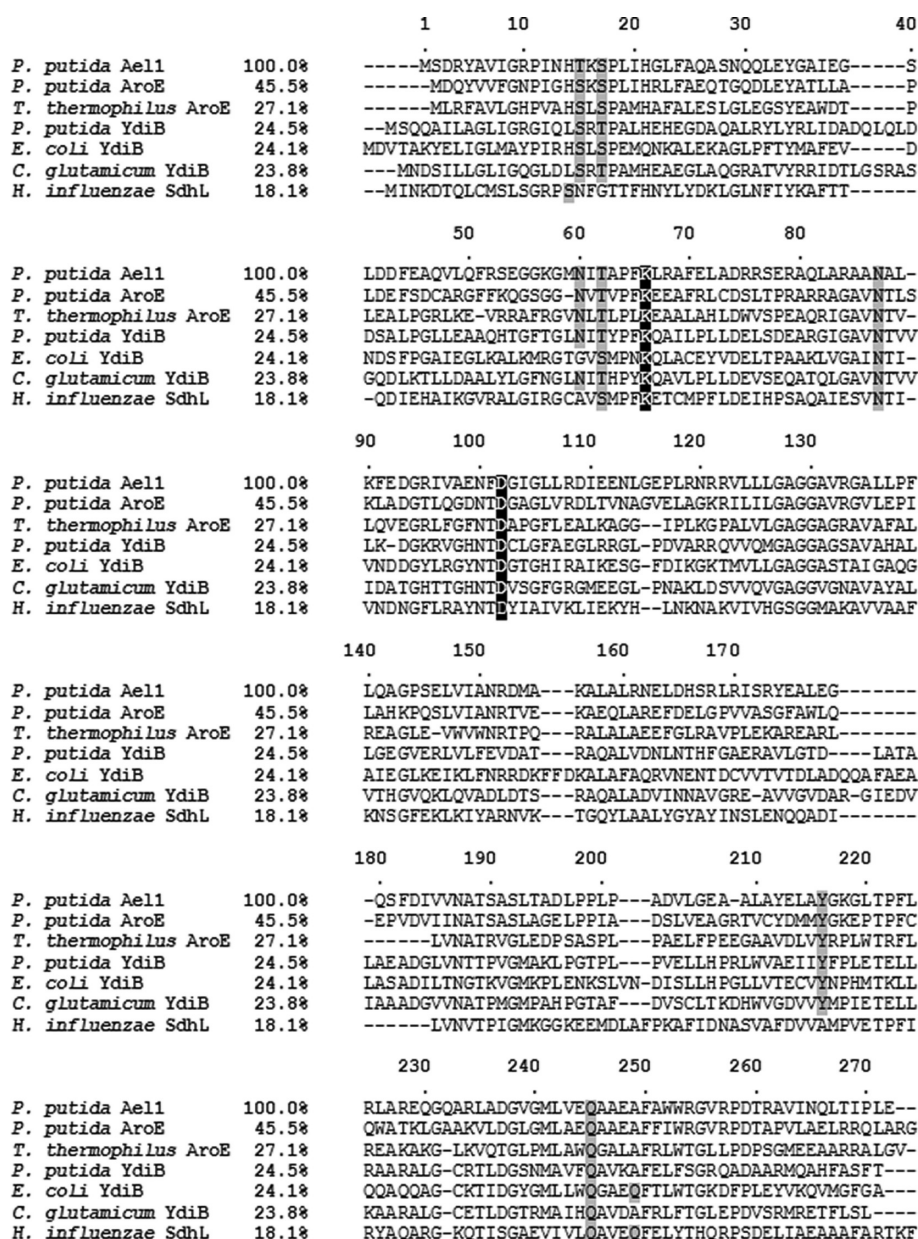 1 10 20 30 40
P. putida Ael1 100.0% -----MSDRYAVIGRPINHTKSPLIHGLFAQASNQQLEYGAIEG------S
P. putida AroE 45.5% -----MDQYVVFGNPIGHSKSPLIHRLFAEQTGQDLEYATLLA------P
T. thermophilus AroE 27.1% -----MLRFAVLGHPVAHSLSPAMHAFALESLGLEGSYEAWDT------P
P. putida YdiB 24.5% --MSQQAILAGLIGRGIQLSRTPALHEHEGDAQALRYLYRLIDADQLQLD
E. coli YdiB 24.1% MDVTAKYELIGLMAYPIRHSLSPEMQNKALEKAGLPFTYMAFEV-----D
C. glutamicum YdiB 23.8% ---MNDSILLGLIGQGLDLSRTPAMHEAEGLAQGRATVYRRIDTLGSRAS
H. influenzae SdhL 18.1% --MINKDTQLCMSLSGRPSNFGTTFHNYLYDKLGLNFIYKAFTT------
50 60 70 80
P. putida Ael1 100.0% LDDFEAQVLQFRSEGGKGMNITAPFKLRAFELADRRSERAQLARAANAL-
P. putida AroE 45.5% LDEFSDCARGFFKQGSGG-NVTVPFKEEAFRLCDSLTPRARRAGAVNTLS
T. thermophilus AroE 27.1% LEALPGRLKE-VRRAFRGVNLTLPLKEAALAHLDWVSPEAQRIGAVNTV-
P. putida YdiB 24.5% DSALPGLLEAAQHTGFTGLNITYPFKQAILPLLDELSDEARGIGAVNTVV
E. coli YdiB 24.1% NDSFPGAIEGLKALKMRGTGVSMPNKQLACEYVDELTPAAKLVGAINTI-
C. glutamicum YdiB 23.8% GQDLKTLLDAALYLGFNGLNITHPYKQAVLPLLDEVSEQATQLGAVNTVV
H. influenzae SdhL 18.1% -QDIEHAIKGVRALGIRGCAVSMPFKETCMPFLDEIHPSAQAIESVNTI-
90 100 110 120 130
P. putida Ael1 100.0% KFEDGRIVAENFDGIGLLRDIEENLGEPLRNRRVLLLGAGGAVRGALLPF
P. putida AroE 45.5% KLADGTLQGDNTDGAGLVRDLTVNAGVELAGKRILILGAGGAVRGVLEPI
T. thermophilus AroE 27.1% LQVEGRLFGFNTDAPGFLEALKAGG--IPLKGPALVLGAGGAGRAVAFAL
P. putida YdiB 24.5% LK-DGKRVGHNTDCLGFAEGLRRGL-PDVARRQVVQMGAGGAGSAVAHAL
E. coli YdiB 24.1% VNDDGYLRGYNTDGTGHIRAIKESG-FDIKGKTMVLLGAGGASTAIGAQG
C. glutamicum YdiB 23.8% IDATGHTTGHNTDVSGFGRGMEEGL-PNAKLDSVVQVGAGGVGNAVAYAL
H. influenzae SdhL 18.1% VNDNGFLRAYNTDYIAIVKLIEKYH--LNKNAKVIVHGSGGMAKAVVAAF
140 150 160 170
P. putida Ael1 100.0% LQAGPSELVIANRDMA---KALALRNELDHSRLRISRYEALEG-------
P. putida AroE 45.5% LAHKPQSLVIANRTVE---KAEQLAREFDELGPVVASGFAWLQ-------
T. thermophilus AroE 27.1% REAGLE-VWVWNRTPQ---RALALAEEFGLRAVPLEKAREARL-------
P. putida YdiB 24.5% LGEGVERLVLFEVDAT---RAQALVDNLNTHFGAERAVLGTD---LATA
E. coli YdiB 24.1% AIEGLKEIKLFNRRDKFFDKALAFAQRVNENTDCVVTVTDLADQQAFAEA
C. glutamicum YdiB 23.8% VTHGVQKLQVADLDTS---RAQALADVINNAVGRE-AVVGVDAR-GIEDV
H. influenzae SdhL 18.1% KNSGFEKLKIYARNVK---TGQYLAALYGYAYINSLENQQADI-------
180 190 200 210 220
P. putida Ael1 100.0% -QSFDIVVNATSASLTADLPPLP---ADVLGEA-ALAYELAYGKGLTPFL
P. putida AroE 45.5% -EPVDVIINATSASLAGELPPIA---DSLVEAGRTVCYDMMYGKEPTPFC
T. thermophilus AroE 27.1% ------LVNATRVGLEDPSASPL--PAELFPEEGAAVDLVYRPLWTRFL
P. putida YdiB 24.5% LAEADGLVNTTPVGMAKLPGTPL---PVELLHPRLWVAEIIYFPLETELL
E. coli YdiB 24.1% LASADILTNGTKVGMKPLENKSLVN-DISLLHPGLLVTECVYNPHMTKLL
C. glutamicum YdiB 23.8% IAAADGVVNATPMGMPAHPGTAF---DVSCLTKDHWVGDVVYMPIETELL
H. influenzae SdhL 18.1% ------LVNVTPIGMKGGKEEMDLAFPKAFIDNASVAFDVVAMPVETPFI
230 240 250 260 270
P. putida Ael1 100.0% RLAREQGQARLADGVGMLVEQAAEAFAWWRGVRPDTRAVINQLTIPLE--
P. putida AroE 45.5% QWATKLGAAKVLDGLGMLAEQAAEAFFIWRGVRPDTAPVLAELRRQLARG
T. thermophilus AroE 27.1% REAKAKG-LKVQTGLPMLAWQGALAFRLWTGLLPDPSGMEEAARRALGV-
P. putida YdiB 24.5% RAARALG-CRTLDGSNMAVFQAVKAFELFSGRQADAARMQAHFASFT---
E. coli YdiB 24.1% QQAQQAG-CKTIDGYGMLLWQGAEQFTLWTGKDFPLEYVKQVMGFGA---
C. glutamicum YdiB 23.8% KAARALG-CETLDGTRMAIHQAVDAFRLFTGLEPDVSRMRETFLSL----
H. influenzae SdhL 18.1% RYAQARG-KQTISGAEVIVLQAVEQFELYTHQRPSDELIAEAAAFARTKF